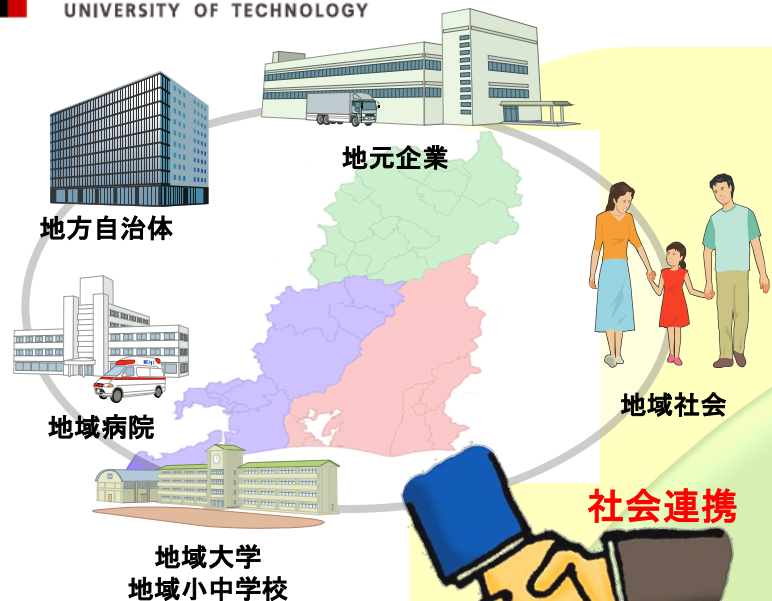 UNIVERSITY OF TECHNOLOGY
地元企業
地方自治体
地域病院
地域社会
社会連携
地域大学
地域小中学校